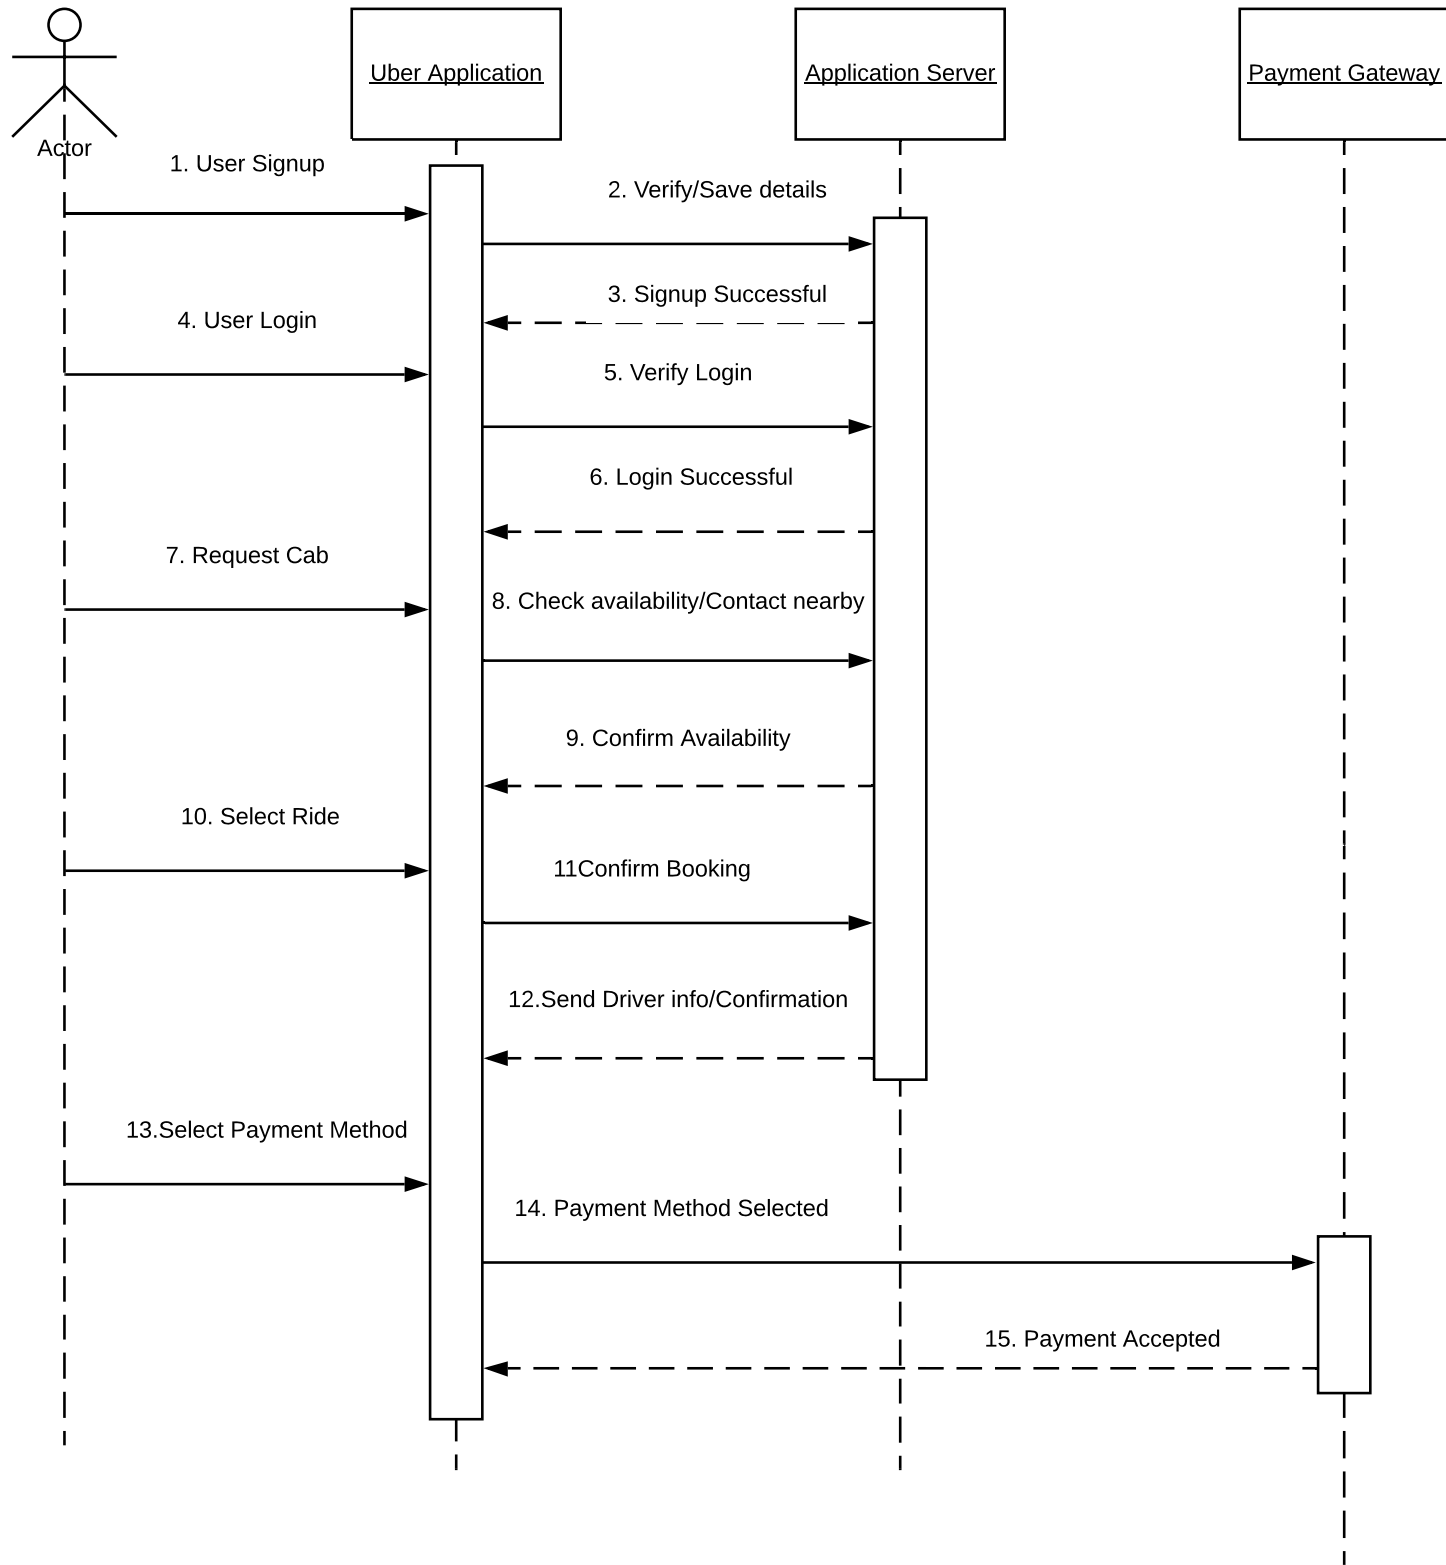 Uber Application
Application Server
Payment Gateway
Actor
1. User Signup
2. Verify/Save details
3. Signup Successful
4. User Login
5. Verify Login
6. Login Successful
7. Request Cab
8. Check availability/Contact nearby
9. Confirm Availability
10. Select Ride
11Confirm Booking
12.Send Driver info/Confirmation
13.Select Payment Method
14. Payment Method Selected
15. Payment Accepted